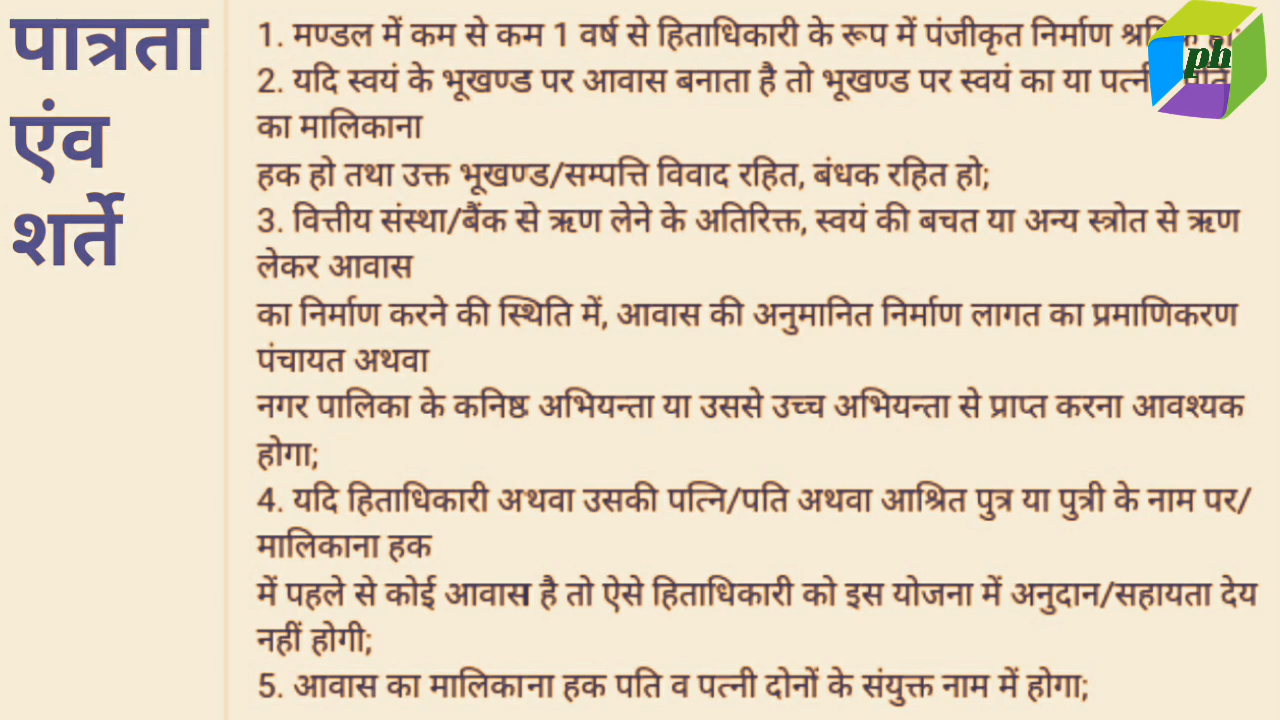 पात्रता
एंव
शर्ते
1. मण्डल में कम से कम 1 वर्ष से हिताधिकारी के रूप में पंजीकृत निर्माण
2. यदि स्वयं के भूखण्ड पर आवास बनाता है तो भूखण्ड पर स्वयं का या
का मालिकाना
हक हो तथा उक्त भूखण्ड/सम्पत्ति विवाद रहित, बंधक रहित हो;
3. वित्तीय संस्था/बैंक से ऋण लेने के अतिरिक्त, स्वयं की बचत या अन्य स्त्रोत से ऋण
लेकर आवास
का निर्माण करने की स्थिति में, आवास की अनुमानित निर्माण लागत का प्रमाणिकरण
पंचायत अथवा
नगर पालिका के कनिष्ठ अभियन्ता या उससे उच्च अभियन्ता से प्राप्त करना आवश्यक
होगा;
4. यदि हिताधिकारी अथवा उसकी पत्नि/पति अथवा आश्रित पुत्र या पुत्री के नाम पर/
मालिकाना हक
में पहले से कोई आवास है तो ऐसे हिताधिकारी को इस योजना में अनुदान/सहायता देय
नहीं होगी;
5. आवास का मालिकाना हक पति व पत्नी दोनों के संयुक्त नाम में होगा;
ph